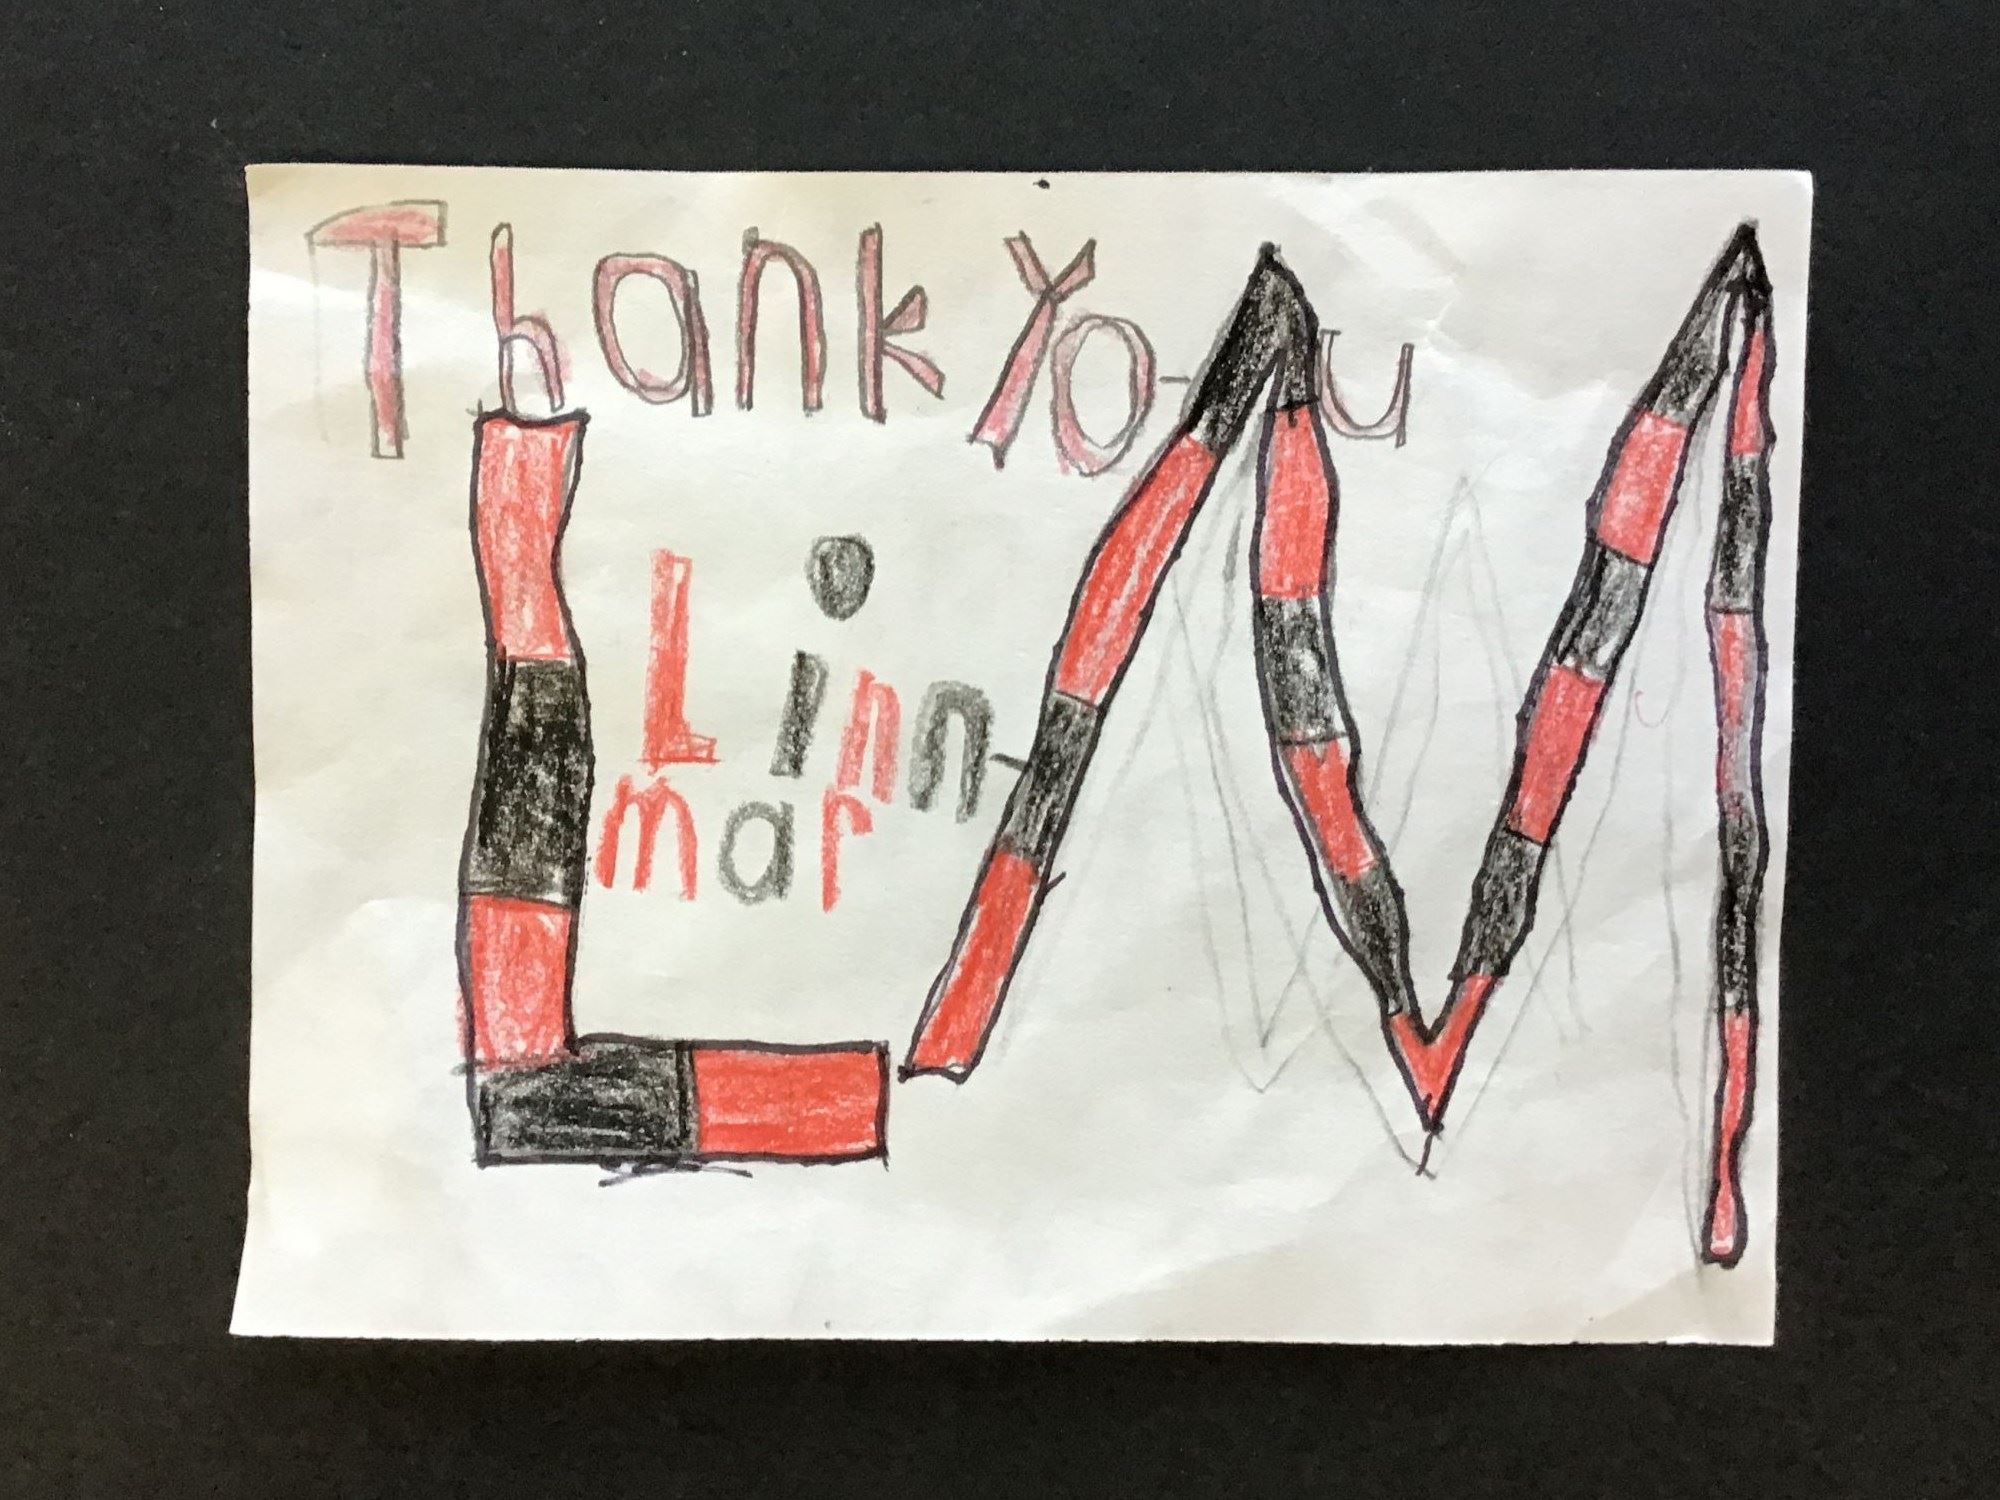 Thank Yo-u
Linn-
mar
LM